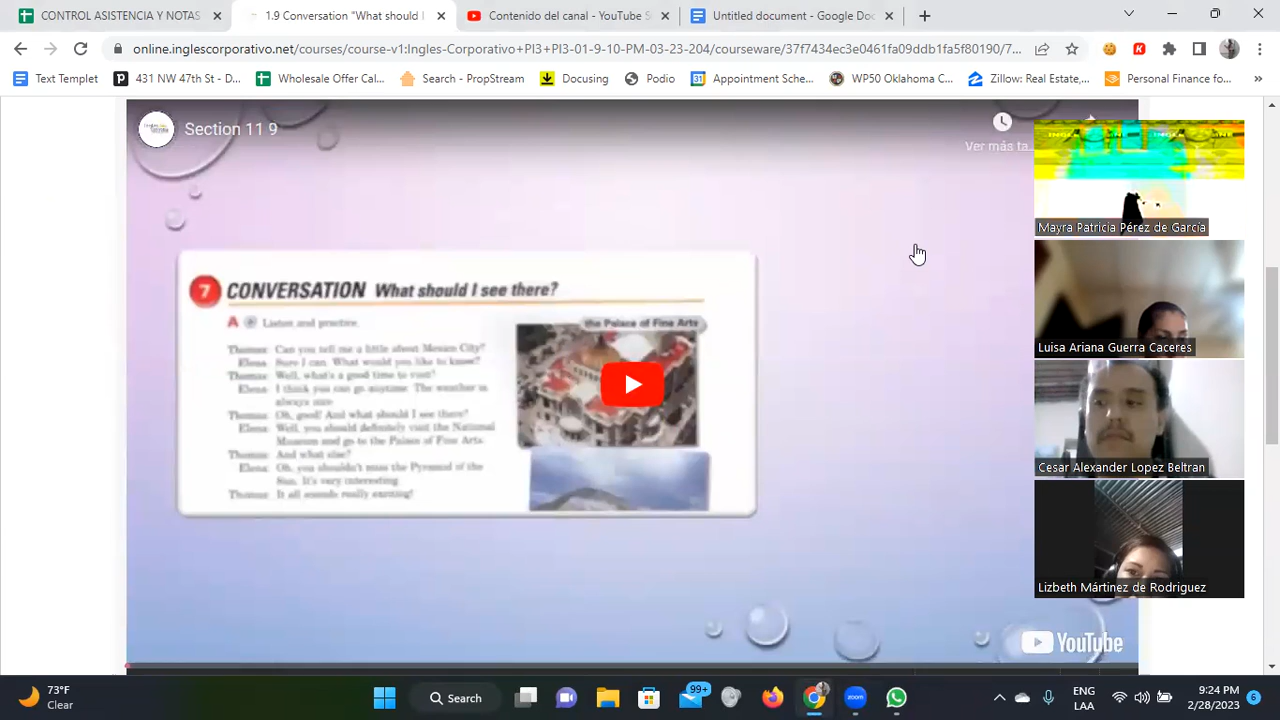 CONTROL ASISTENCIA Y NOTAS
1.9 Conversation "What should I
Contenido del canal - YouTube S
Untitled document - Google Doc
online.inglescorporativo.net/courses/course-v1:Ingles-Corporativo+PI3+PI3-01-9-10-PM-03-23-204/courseware/37f7434ec3e0461fa09ddb1fa5f80190/7...
Text Templet
431 NW 47th St - D...
Wholesale Offer Cal...
Search - PropStream
Docusing
Podio
Appointment Sche...
WP50 Oklahoma C...
Zillow: Real Estate,...
Personal Finance fo...
Section 11 9
Ver más ta...
7 CONVERSATION What should I see there?
A Listen and practice.
the Palace of Fine Arts
Thomas: Can you tell me a little about Mexico City?
Elena: Sure I can. What would you like to know?
Thomas: Well, what's a good time to visit?
Elena: I think you can go anytime. The weather is
always nice.
Thomas: Oh, good! And what should I see there?
Elena: Well, you should definitely visit the National
Museum and go to the Palace of Fine Arts.
Thomas: And what else?
Elena: Oh, you shouldn't miss the Pyramid of the
Sun. It's very interesting.
Thomas: It all sounds really exciting!
YouTube
Mayra Patricia Pérez de Garcia
Luisa Ariana Guerra Caceres
Cesar Alexander Lopez Beltran
Lizbeth Mártinez de Rodriguez
73°F
Clear
Search
99+
ENG
LAA
9:24 PM
2/28/2023
6